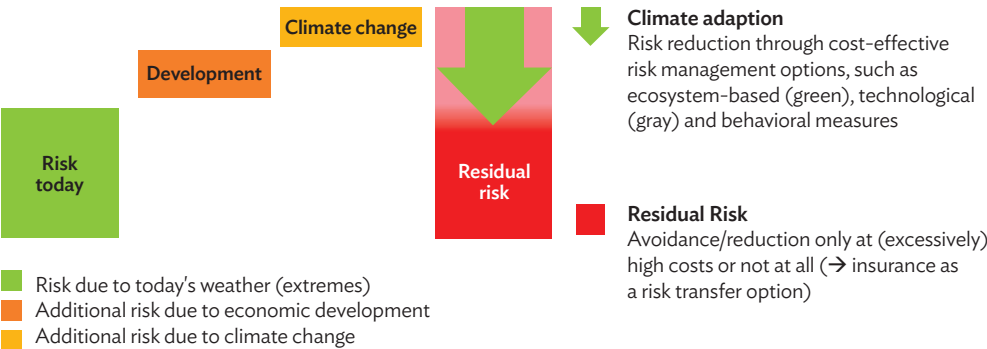 Climate change
Development
Risk
today
Residual
risk
Climate adaption
Risk reduction through cost-effective
risk management options, such as
ecosystem-based (green), technological
(gray) and behavioral measures
Residual Risk
Avoidance/reduction only at (excessively)
high costs or not at all (→ insurance as
a risk transfer option)
Risk due to today's weather (extremes)
Additional risk due to economic development
Additional risk due to climate change